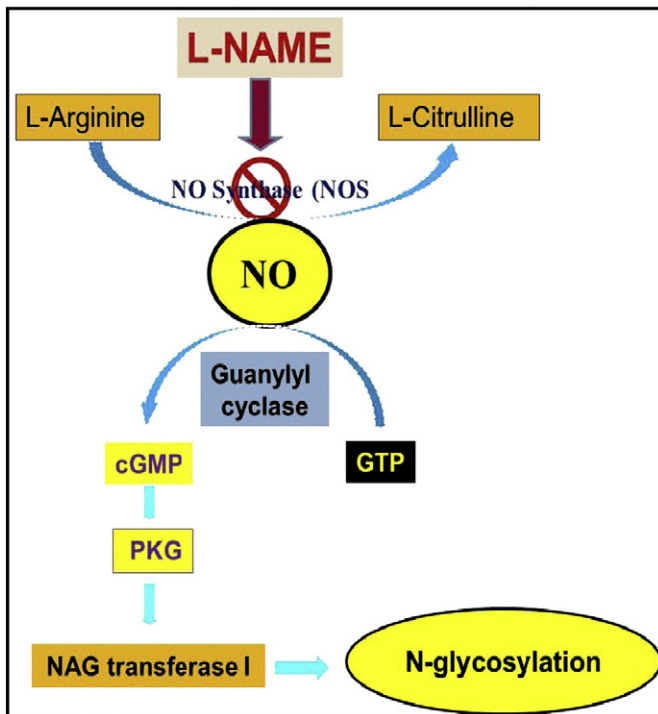 L-NAME
L-Arginine
L-Citrulline
NO Synthase (NOS
NO
Guanylyl
cyclase
cGMP
GTP
PKG
NAG transferase I
N-glycosylation